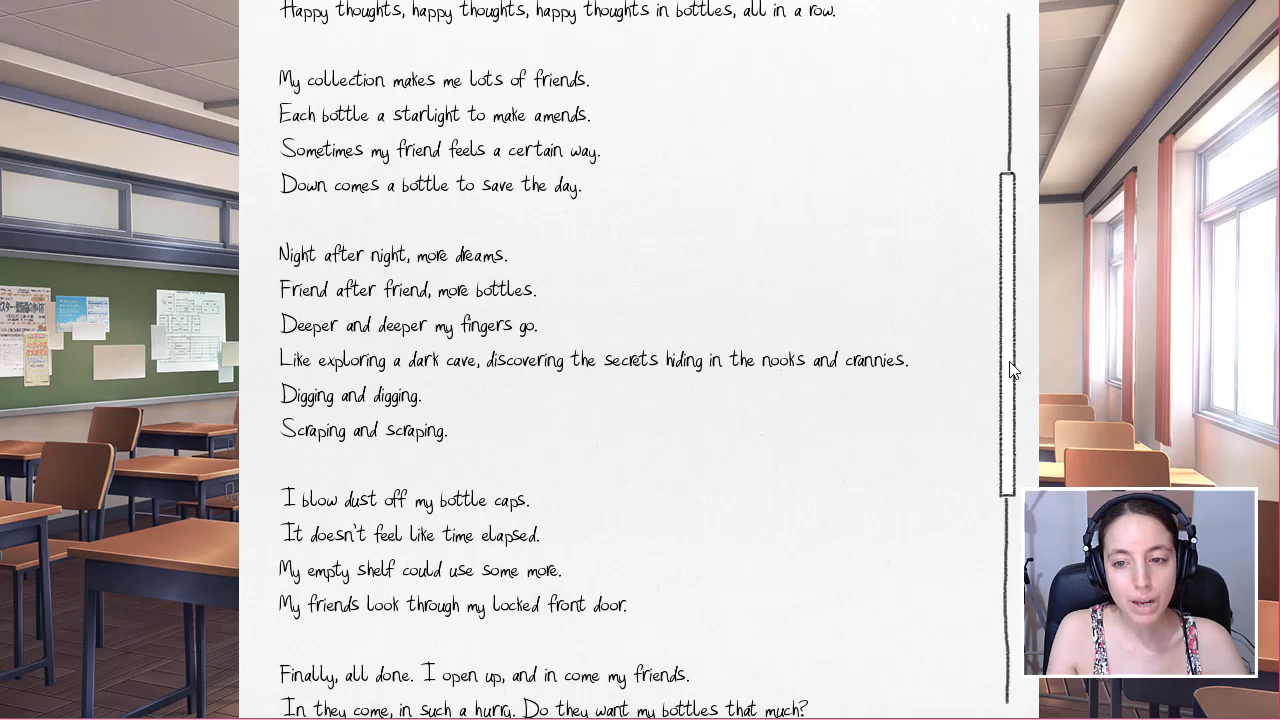 Happy thoughts, happy thoughts, happy thoughts in bottles, all in a row.
My collection makes me lots of friends.
Each bottle a starlight to make amends.
Sometimes my friend feels a certain way.
Down comes a bottle to save the day.
Night after night, more dreams.
Friend after friend, more bottles.
Deeper and deeper my fingers go.
Like exploring a dark cave, discovering the secrets hiding in the nooks and crannies.
Digging and digging.
Scraping and scraping.
I blow dust off my bottle caps.
It doesn't feel like time elapsed.
My empty shelf could use some more.
My friends look through my locked front door.
Finally, all done. I open up, and in come my friends.
In they come, in such a hurry. Do they want my bottles that much?